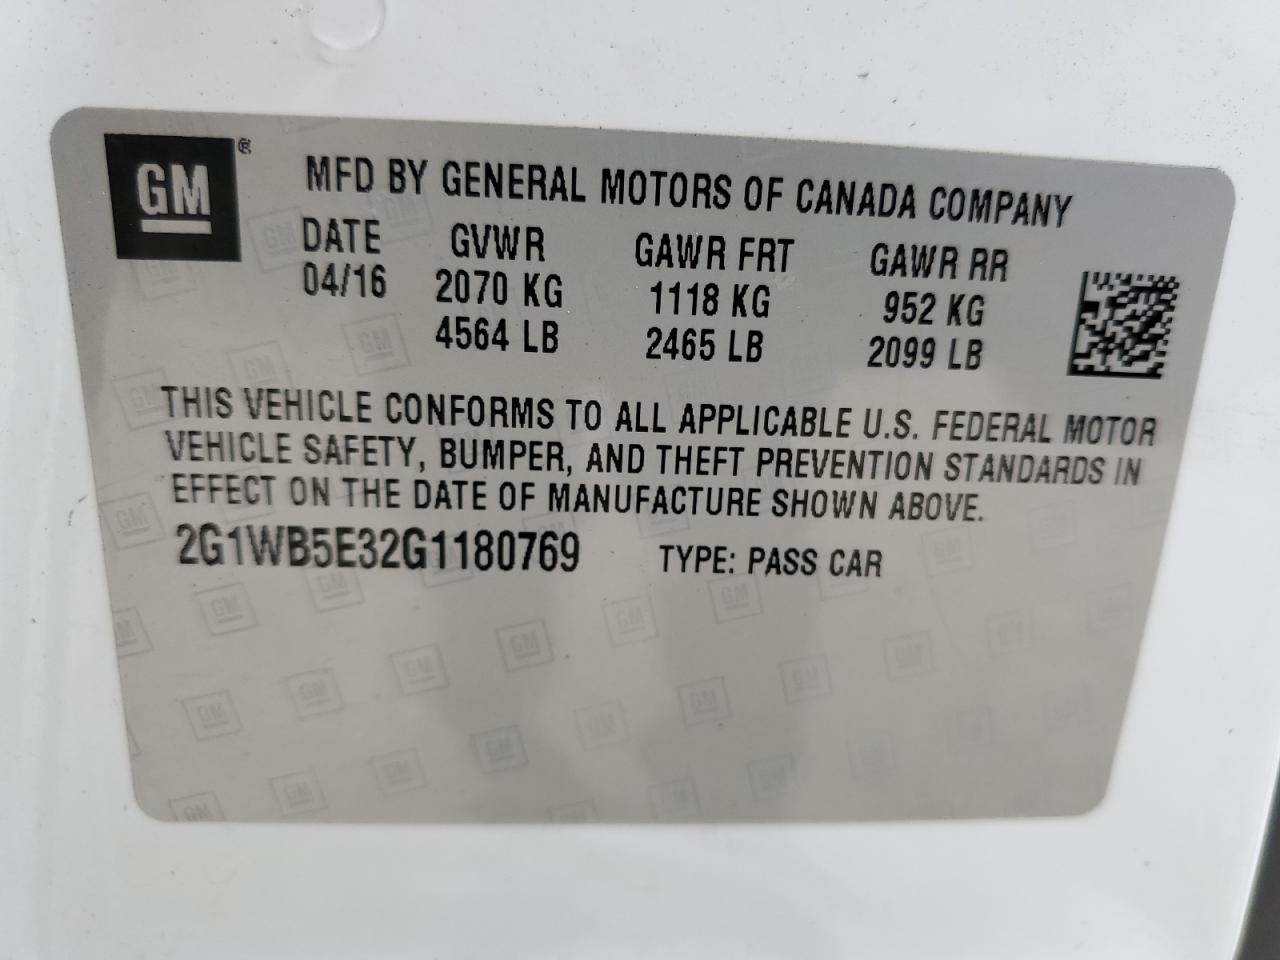 GM ®
MFD BY GENERAL MOTORS OF CANADA COMPANY
DATE GVWR GAWR FRT GAWR RR
04/16 2070 KG 1118 KG 952 KG
4564 LB 2465 LB 2099 LB
THIS VEHICLE CONFORMS TO ALL APPLICABLE U.S. FEDERAL MOTOR
VEHICLE SAFETY, BUMPER, AND THEFT PREVENTION STANDARDS IN
EFFECT ON THE DATE OF MANUFACTURE SHOWN ABOVE.
2G1WB5E32G1180769 TYPE: PASS CAR